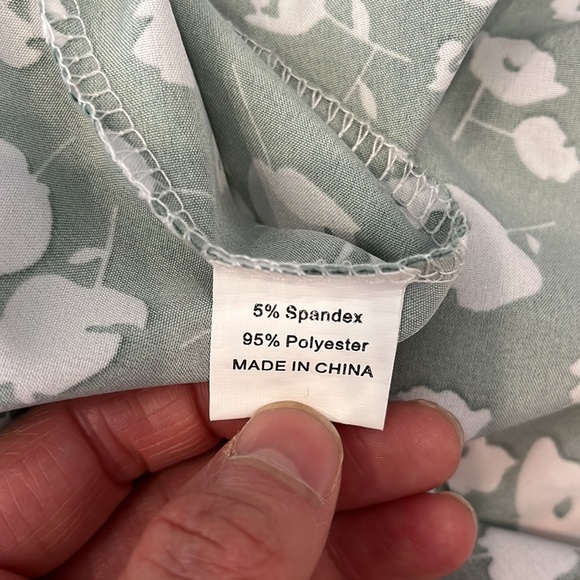 5% Spandex
95% Polyester
MADE IN CHINA